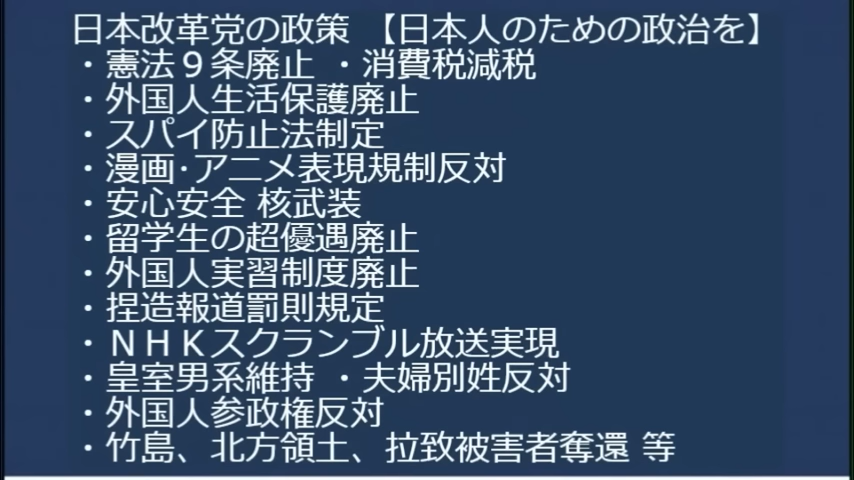 日本改革党の政策 【日本人のための政治を】
・憲法９条廃止 ・消費税減税
・外国人生活保護廃止
・スパイ防止法制定
・漫画･アニメ表現規制反対
・安心安全 核武装
・留学生の超優遇廃止
・外国人実習制度廃止
・捏造報道罰則規定
・ＮＨＫスクランブル放送実現
・皇室男系維持 ・夫婦別姓反対
・外国人参政権反対
・竹島、北方領土、拉致被害者奪還 等